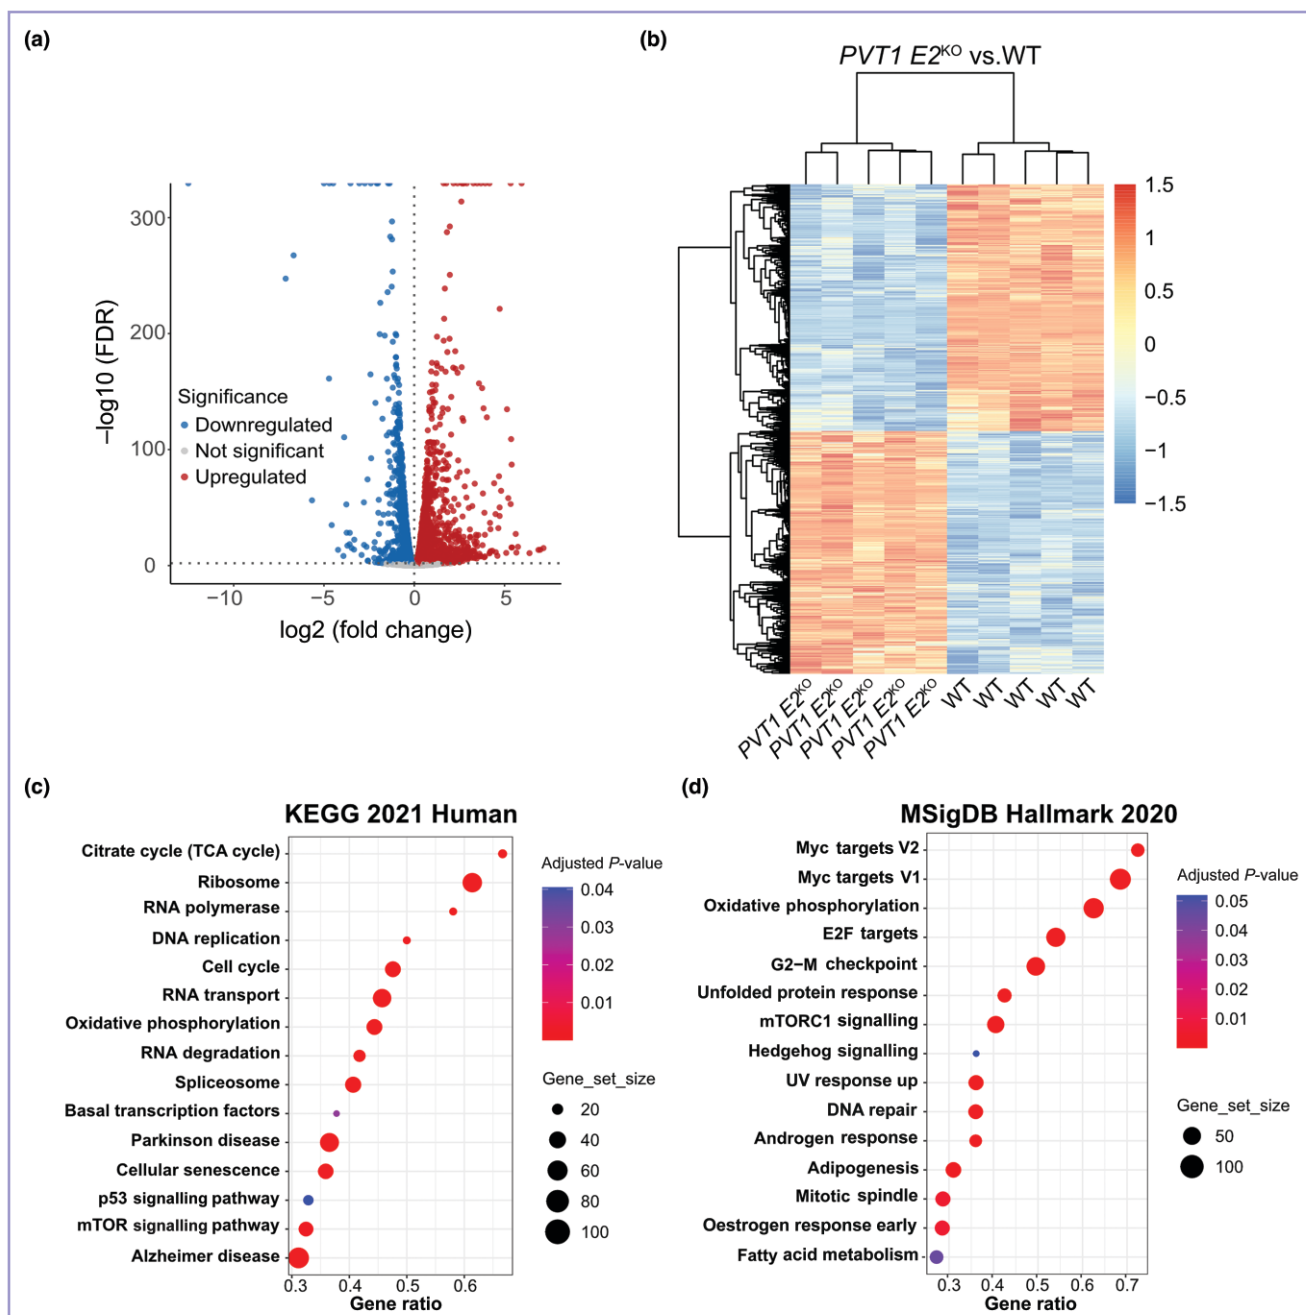 (a)
300
200
100
0
−log10 (FDR)
Significance
Downregulated
Not significant
Upregulated
−10
−5
0
5
log2 (fold change)
(b)
PVT1 E2KO vs.WT
1.5
1
0.5
0
−0.5
−1
−1.5
PVT1 E2KO
PVT1 E2KO
PVT1 E2KO
PVT1 E2KO
PVT1 E2KO
WT
WT
WT
WT
WT
(c)
KEGG 2021 Human
Citrate cycle (TCA cycle)
Ribosome
RNA polymerase
DNA replication
Cell cycle
RNA transport
Oxidative phosphorylation
RNA degradation
Spliceosome
Basal transcription factors
Parkinson disease
Cellular senescence
p53 signalling pathway
mTOR signalling pathway
Alzheimer disease
0.3
0.4
0.5
0.6
Gene ratio
Adjusted P-value
0.04
0.03
0.02
0.01
Gene_set_size
20
40
60
80
100
(d)
MSigDB Hallmark 2020
Myc targets V2
Myc targets V1
Oxidative phosphorylation
E2F targets
G2−M checkpoint
Unfolded protein response
mTORC1 signalling
Hedgehog signalling
UV response up
DNA repair
Androgen response
Adipogenesis
Mitotic spindle
Oestrogen response early
Fatty acid metabolism
0.3
0.4
0.5
0.6
0.7
Gene ratio
Adjusted P-value
0.05
0.04
0.03
0.02
0.01
Gene_set_size
50
100